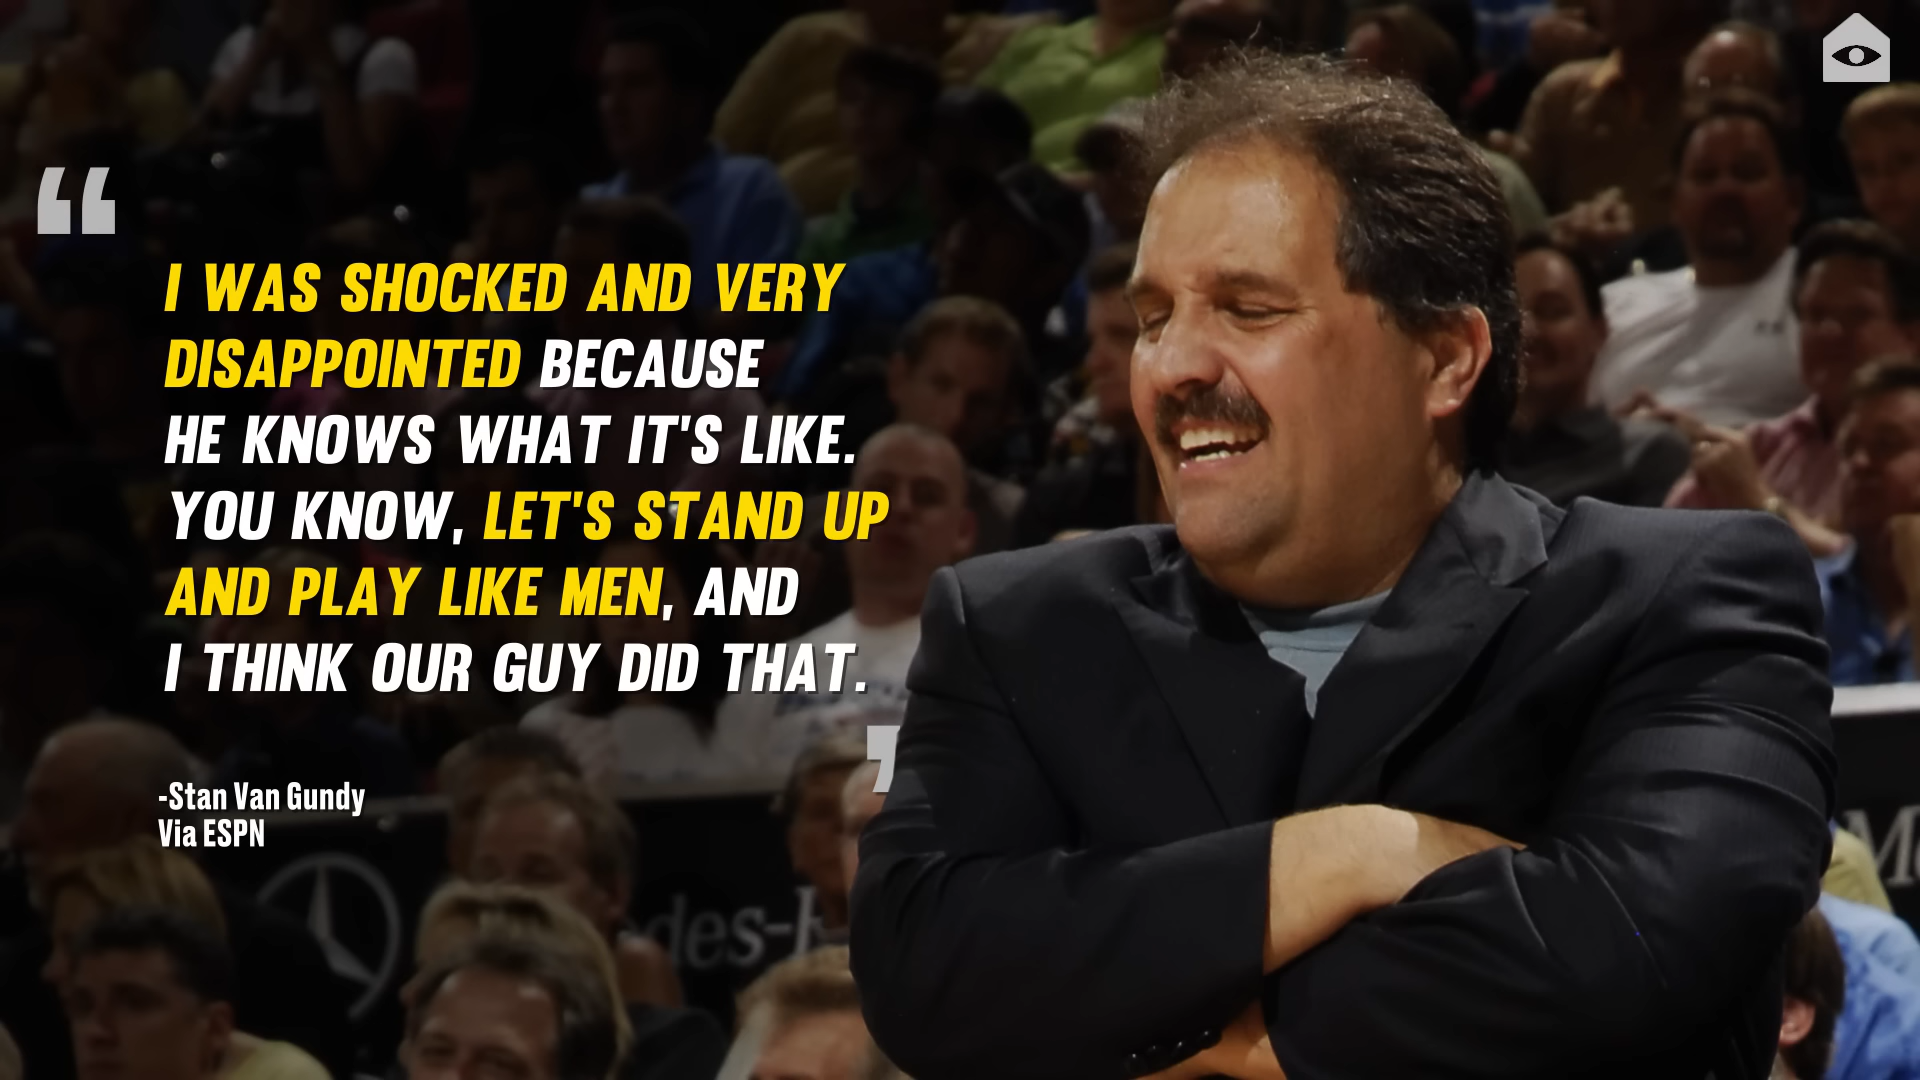 “
I WAS SHOCKED AND VERY
DISAPPOINTED BECAUSE
HE KNOWS WHAT IT'S LIKE.
YOU KNOW, LET'S STAND UP
AND PLAY LIKE MEN, AND
I THINK OUR GUY DID THAT.
-Stan Van Gundy
Via ESPN
des-
M